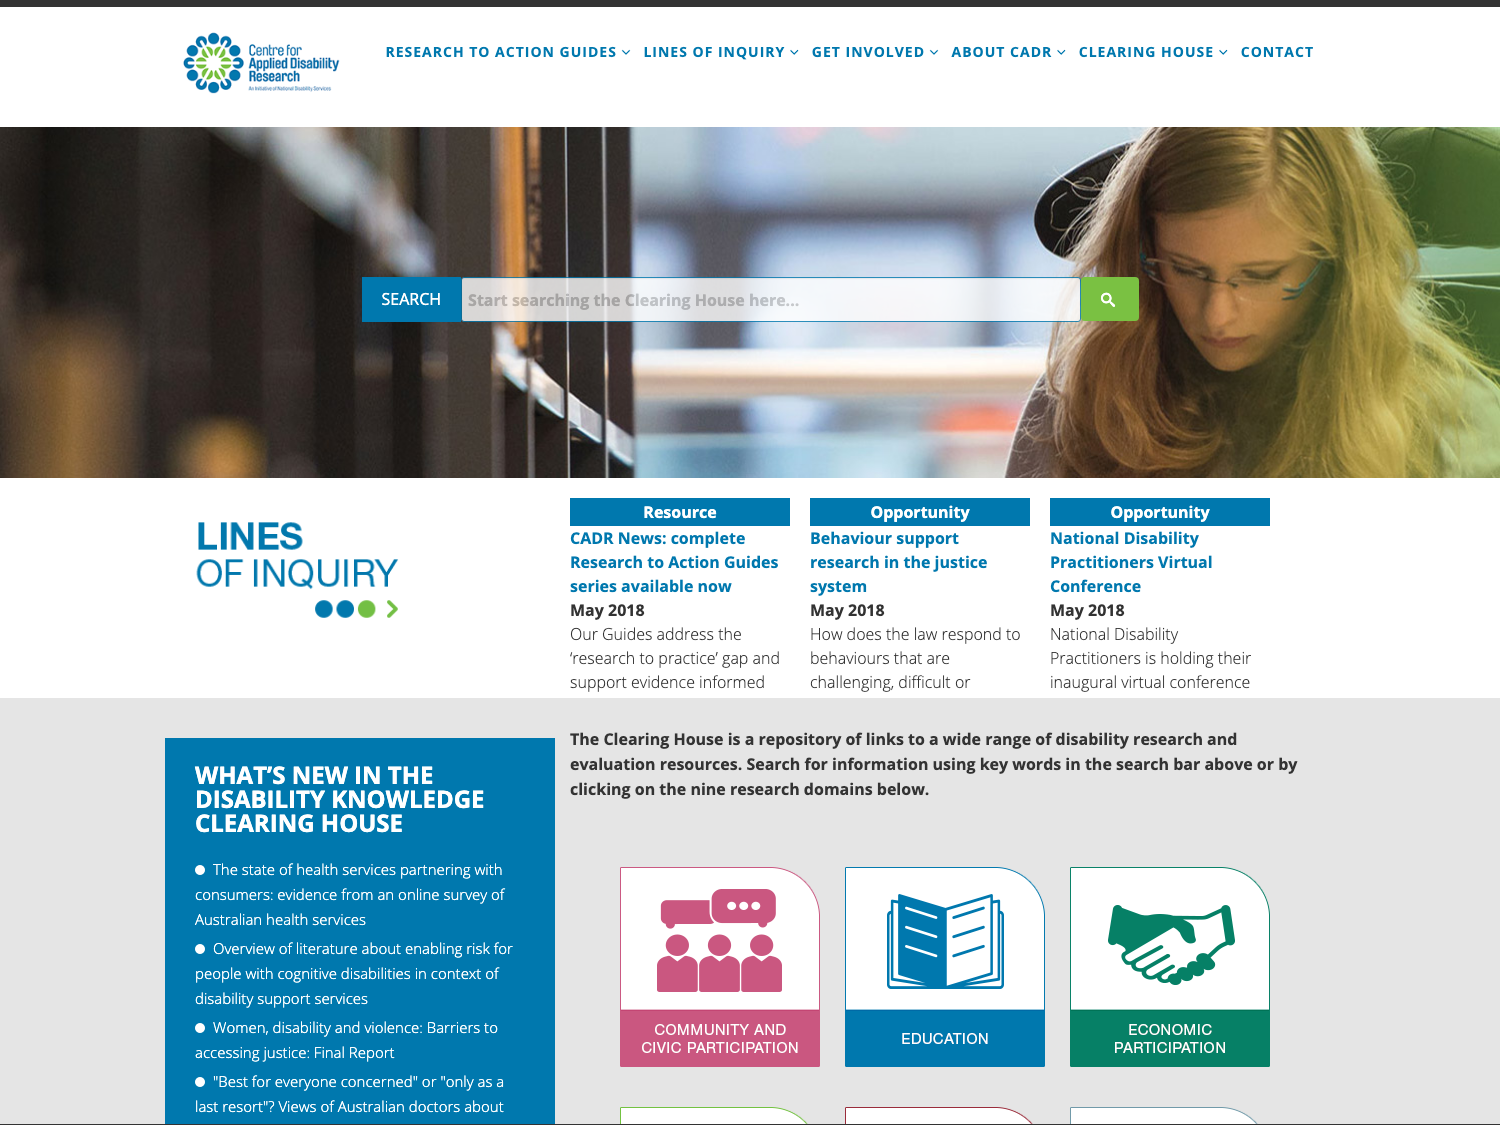 Centre for
Applied Disability
Research
An Initiative of National Disability Services
RESEARCH TO ACTION GUIDES
LINES OF INQUIRY
GET INVOLVED
ABOUT CADR
CLEARING HOUSE
CONTACT
SEARCH
Start searching the Clearing House here...
LINES
OF INQUIRY
Resource
CADR News: complete
Research to Action Guides
series available now
May 2018
Our Guides address the
‘research to practice’ gap and
support evidence informed
Opportunity
Behaviour support
research in the justice
system
May 2018
How does the law respond to
behaviours that are
challenging, difficult or
Opportunity
National Disability
Practitioners Virtual
Conference
May 2018
National Disability
Practitioners is holding their
inaugural virtual conference
WHAT’S NEW IN THE
DISABILITY KNOWLEDGE
CLEARING HOUSE
The state of health services partnering with
consumers: evidence from an online survey of
Australian health services
Overview of literature about enabling risk for
people with cognitive disabilities in context of
disability support services
Women, disability and violence: Barriers to
accessing justice: Final Report
"Best for everyone concerned" or "only as a
last resort"? Views of Australian doctors about
The Clearing House is a repository of links to a wide range of disability research and
evaluation resources. Search for information using key words in the search bar above or by
clicking on the nine research domains below.
COMMUNITY AND
CIVIC PARTICIPATION
EDUCATION
ECONOMIC
PARTICIPATION